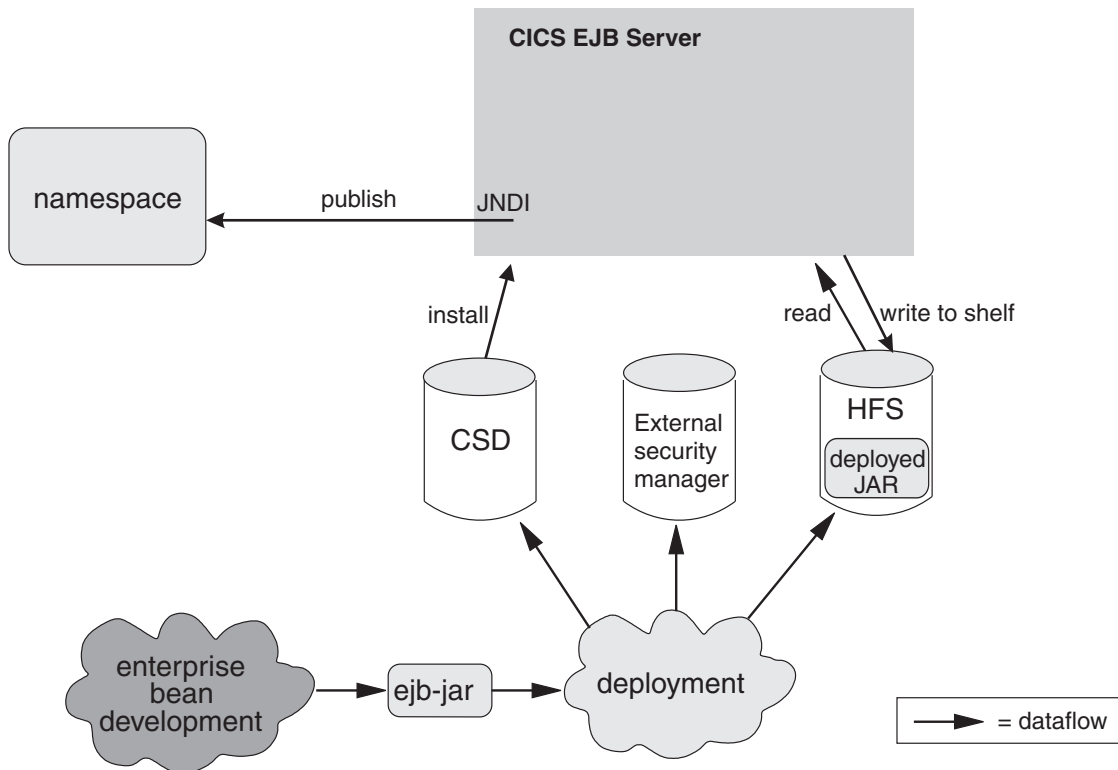 CICS EJB Server
namespace
publish
JNDI
install
read
write to shelf
CSD
External
security
manager
HFS
deployed
JAR
enterprise
bean
development
ejb-jar
deployment
= dataflow